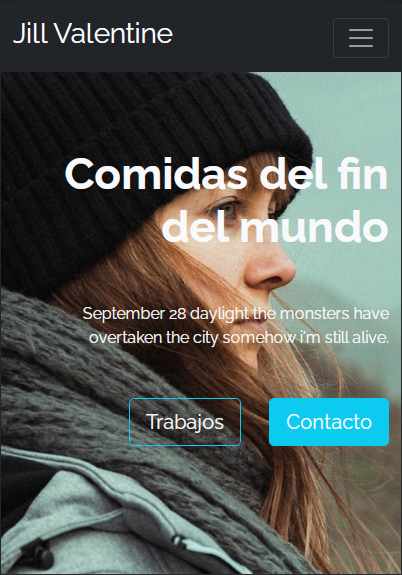 Jill Valentine
Comidas del fin
del mundo
September 28 daylight the monsters have
overtaken the city somehow i'm still alive.
Trabajos
Contacto